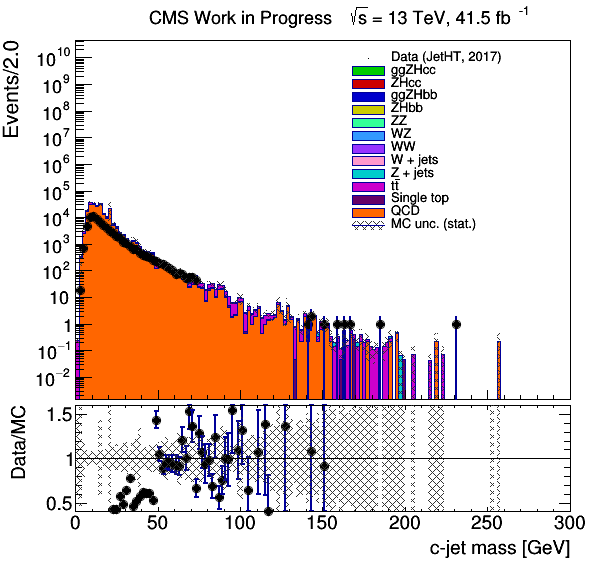 CMS Work in Progress √s = 13 TeV, 41.5 fb⁻¹
Events/2.0
10¹⁰
10⁹
10⁸
10⁷
10⁶
10⁵
10⁴
10³
10²
10
1
10⁻¹
10⁻²
Data (JetHT, 2017)
ggZHcc
ZHcc
ggZHbb
ZHbb
ZZ
WZ
WW
W + jets
Z + jets
tt̄
Single top
QCD
MC unc. (stat.)
Data/MC
1.5
1
0.5
0 50 100 150 200 250 300
c-jet mass [GeV]